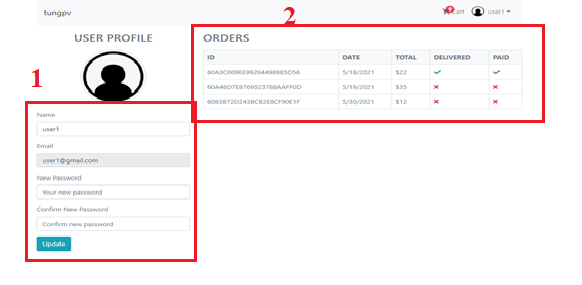 tungpv
Cart user1
2
USER PROFILE
ORDERS
ID DATE TOTAL DELIVERED PAID
60A3C009EE99294498985D56 5/18/2021 $22
60A46D7E8769523788AAFF0D 5/19/2021 $35
5/30/2021 $12
1
Name
user1
Email
user1@gmail.com
New Password
Your new password
Confirm New Password
Confirm new password
Update